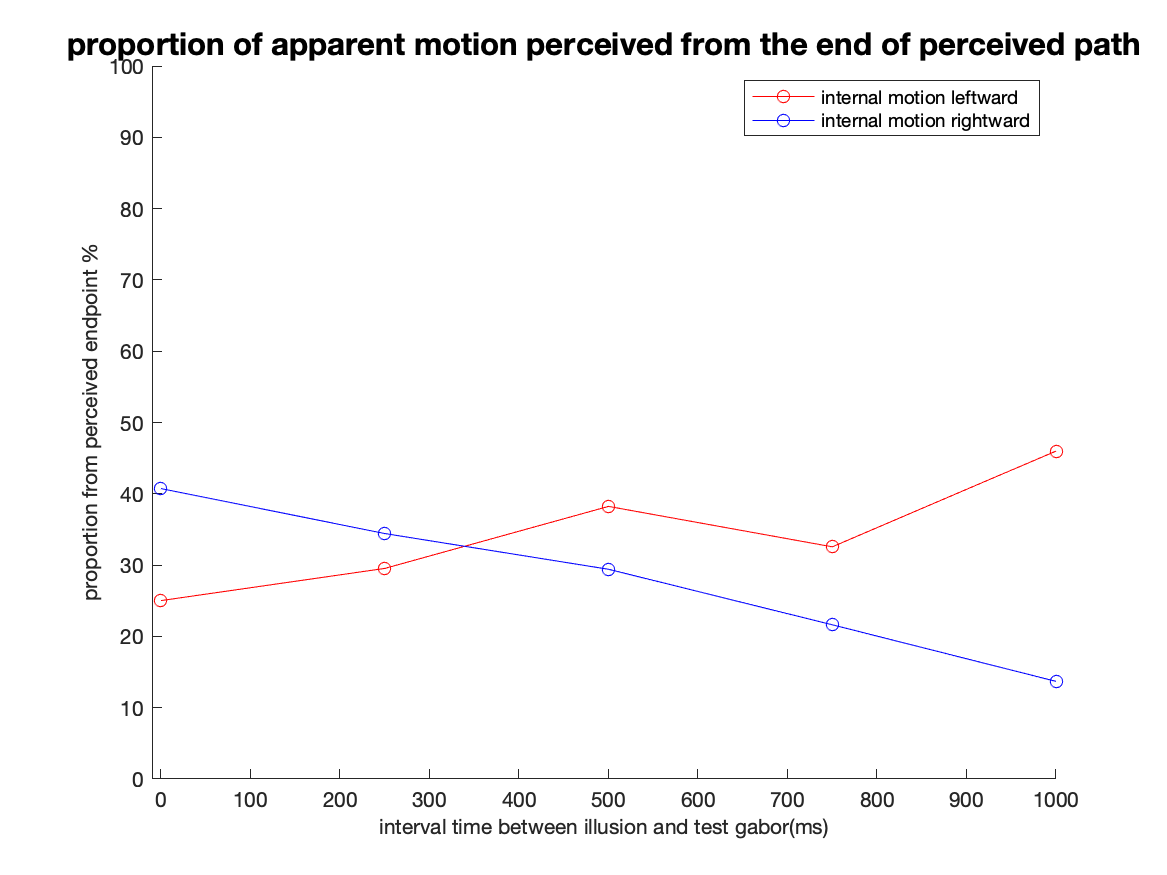 proportion of apparent motion perceived from the end of perceived path
internal motion leftward
internal motion rightward
100
90
80
70
60
50
40
30
20
10
0
proportion from perceived endpoint %
0 100 200 300 400 500 600 700 800 900 1000
interval time between illusion and test gabor(ms)